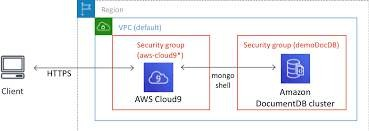 Region
VPC (default)
Security group
(aws-cloud9*)
Security group (demoDocDB)
HTTPS
mongo
shell
Client
AWS Cloud9
Amazon
DocumentDB cluster